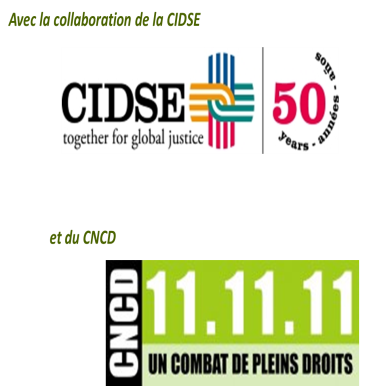 Avec la collaboration de la CIDSE
CIDSE
together for global justice
50
years - années - años
et du CNCD
CNCD
11.11.11
UN COMBAT DE PLEINS DROITS